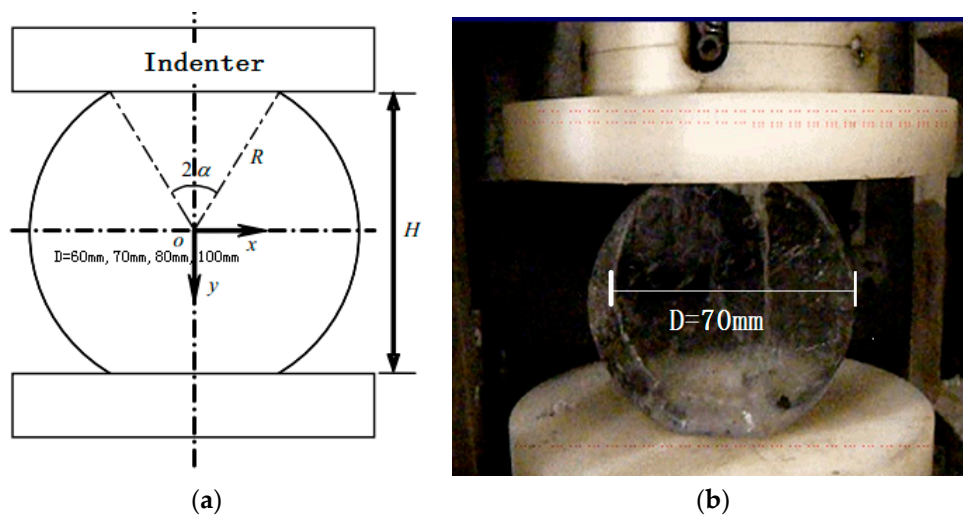 Indenter
2α
R
H
o
x
D=60mm, 70mm, 80mm, 100mm
y
D=70mm
(a)
(b)